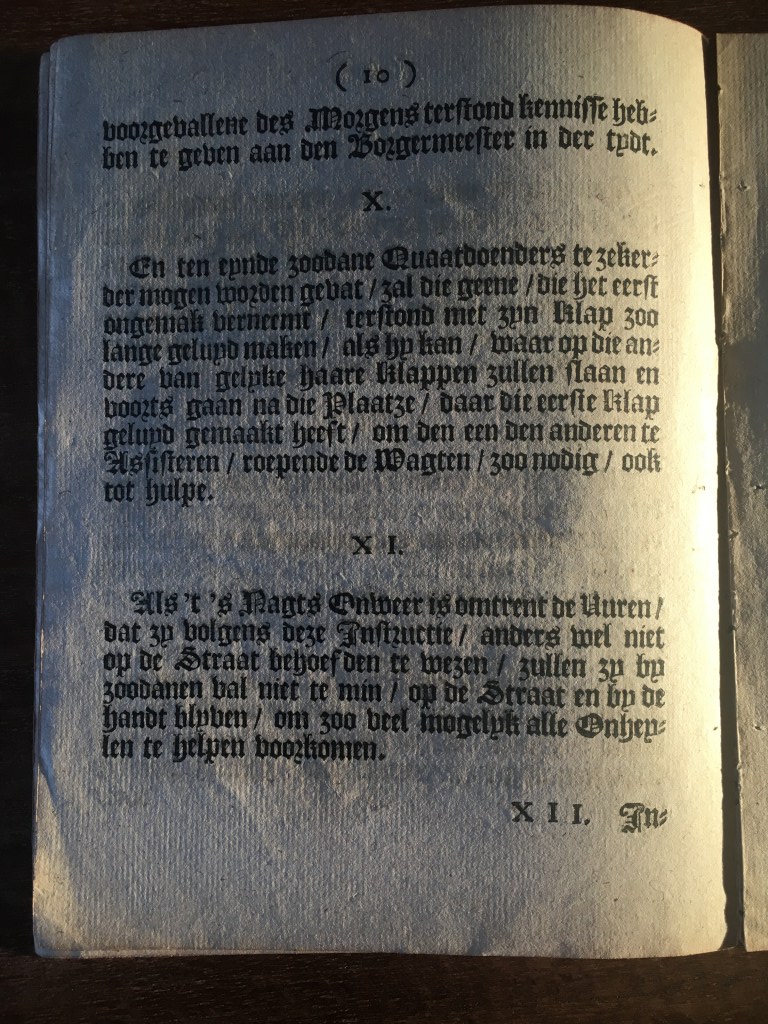 ( 10 )
voorgevallene des Morgens terstond kennisse heb-
ben te geven aan den Borgermeester in der tydt.
X.
En ten eynde zoodane Quaatdoenders te zeker-
der mogen worden gevat / zal die geene / die het eerst
ongemak verneemt / terstond met zyn Klap zoo
lange geluyd maken / als hy kan / waar op die an-
dere van gelyke haare Klappen zullen slaan en
voorts gaan na die Plaatze / daar die eerste Klap
geluyd gemaakt heeft / om den een den anderen te
Assisteren / roepende de Wagten / zoo nodig / ook
tot hulpe.
X I.
Als 't 's Nagts Onweer is omtrent de Uuren /
dat zy volgens deze Instructie / anders wel niet
op de Straat behoefden te wezen / zullen zy by
zoodanen val niet te min / op de Straat en by de
handt blyven / om zoo veel mogelyk alle Onhey-
len te helpen voorkomen.
X I I. In-